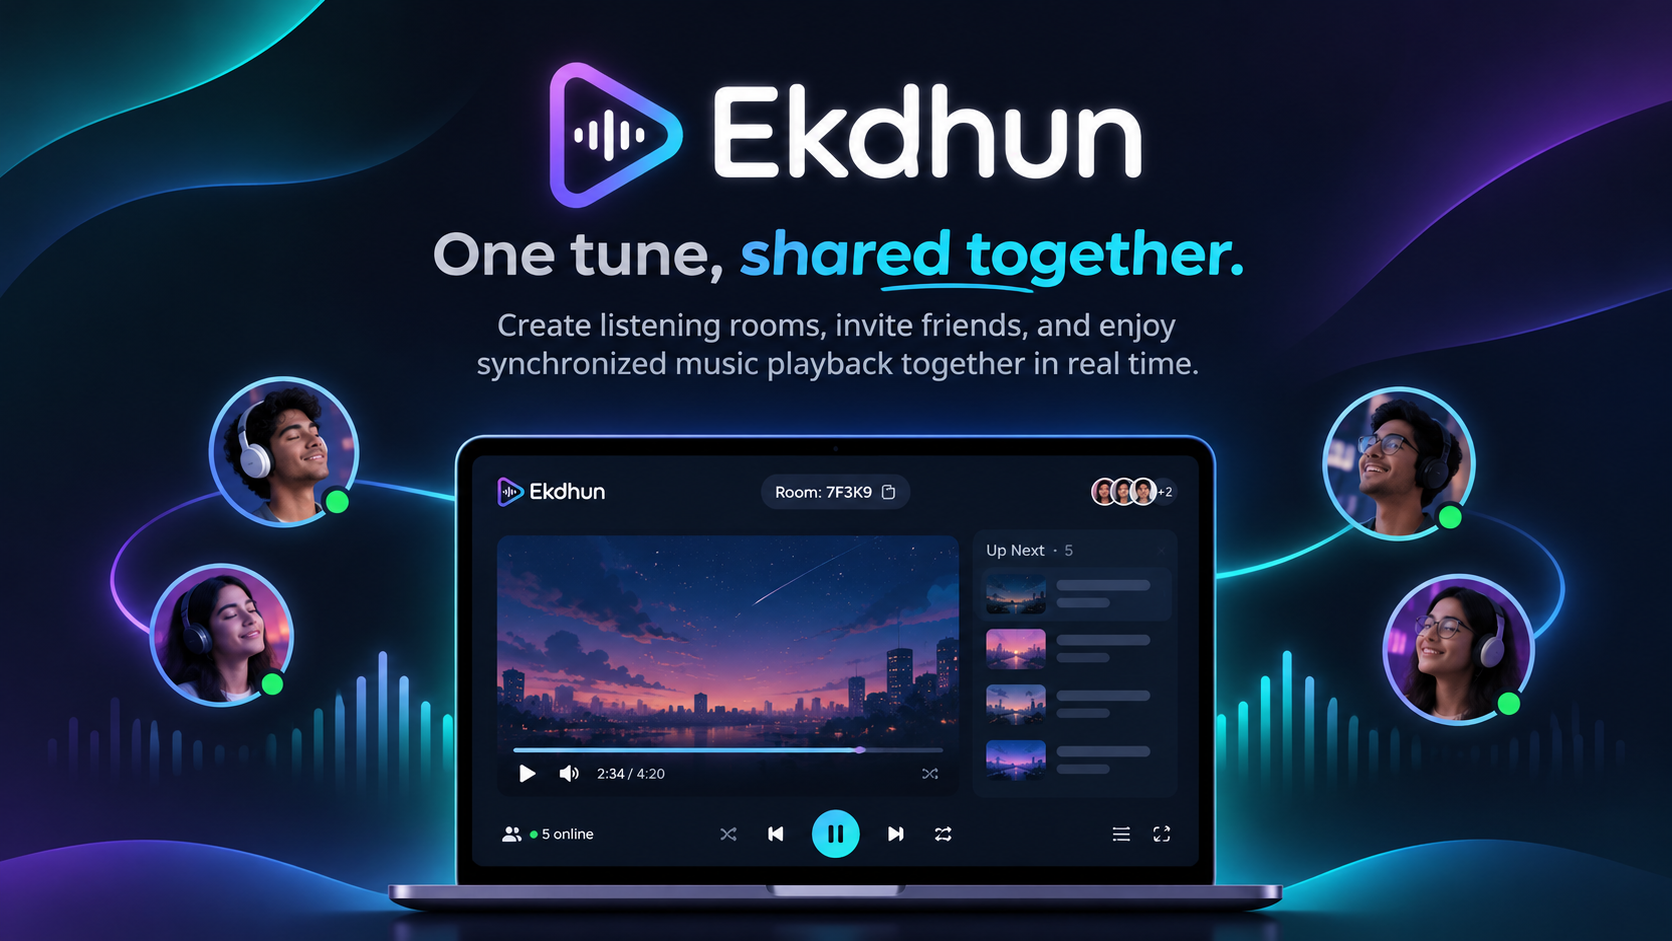 Ekdhun
One tune, shared together.
Create listening rooms, invite friends, and enjoy
synchronized music playback together in real time.
Ekdhun
Room: 7F3K9
+2
Up Next · 5
2:34 / 4:20
5 online